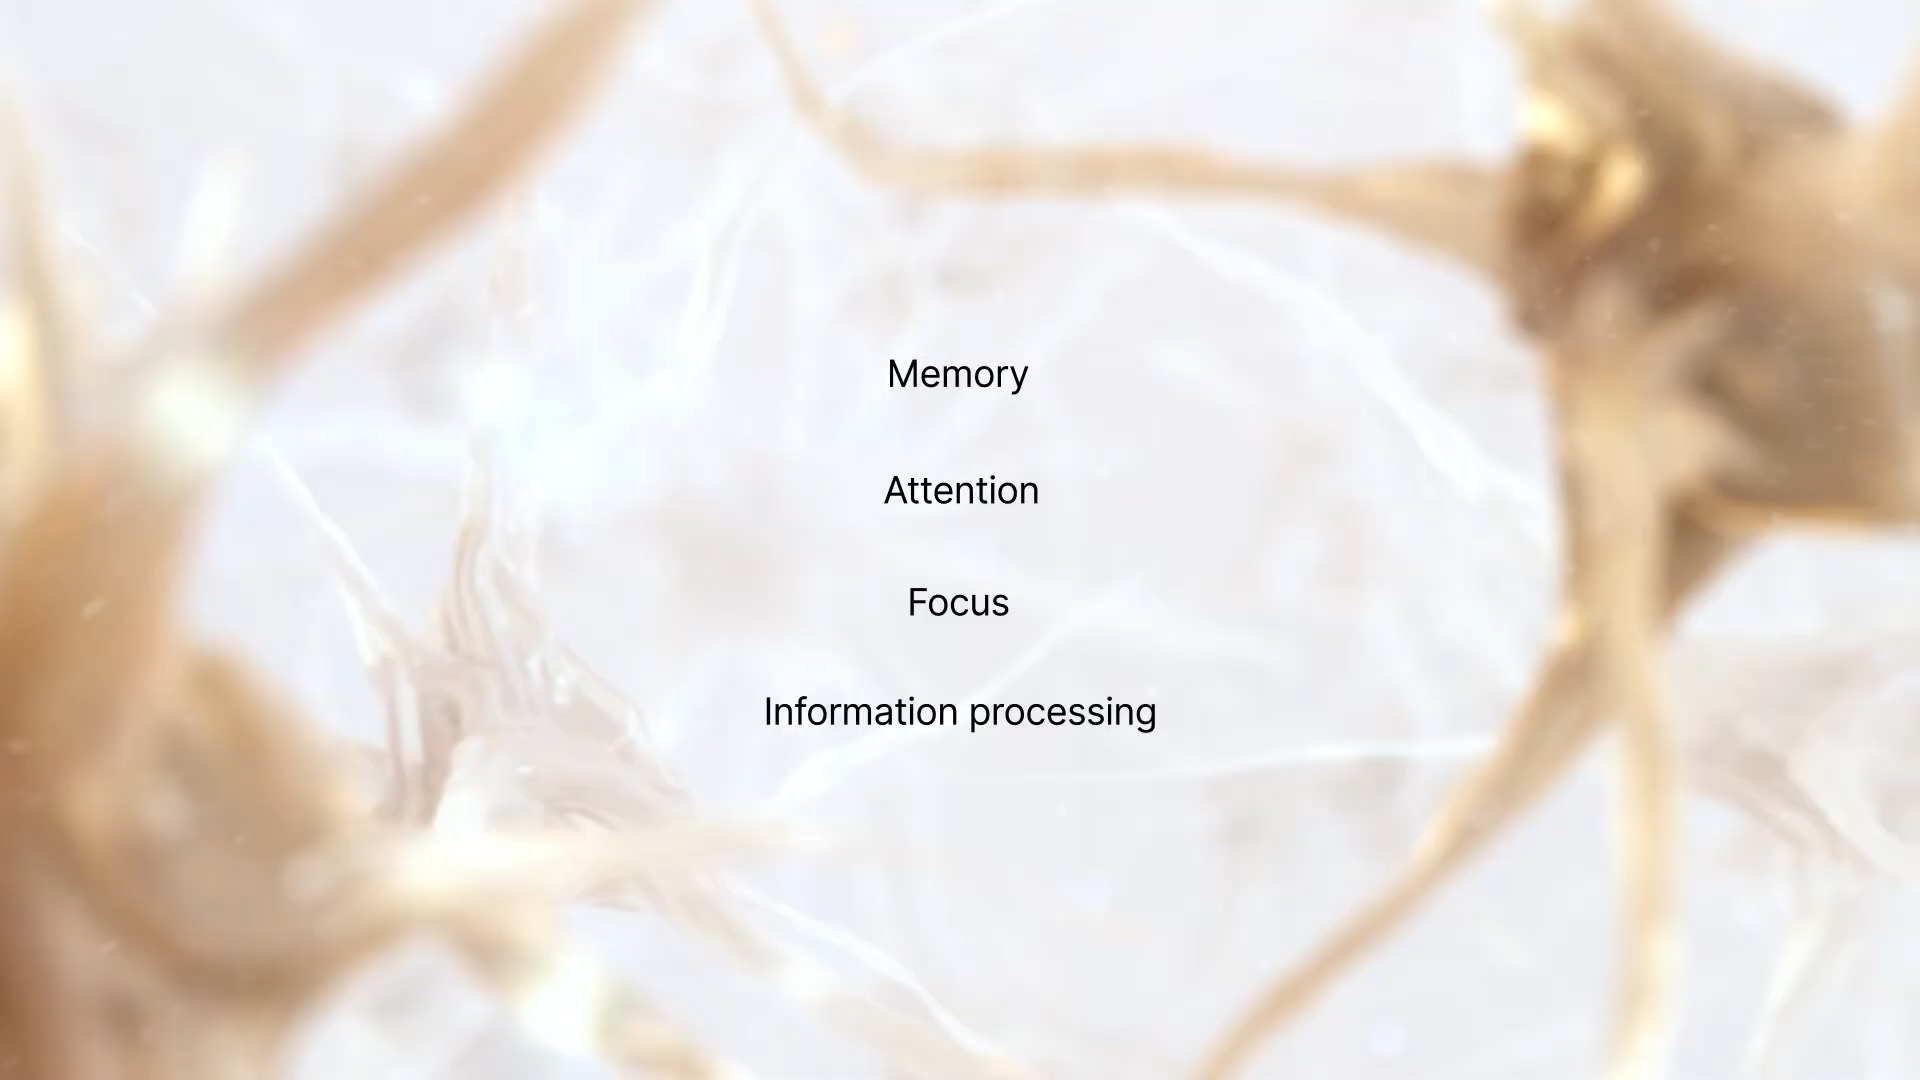 Memory
Attention
Focus
Information processing